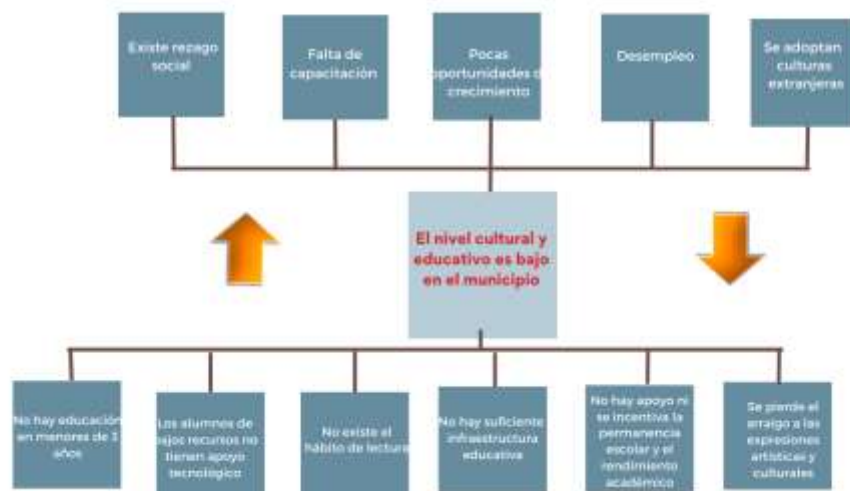 Existe rezago
social
Falta de
capacitación
Pocas
oportunidades d
crecimiento
Desempleo
Se adoptan
culturas
extranjeras
El nivel cultural y
educativo es bajo
en el municipio
No hay educación
en menores de 3
años
Los alumnos de
bajos recursos no
tienen apoyo
tecnológico
No existe el
hábito de lectura
No hay suficiente
infraestructura
educativa
No hay apoyo ni
se incentiva la
permanencia
escolar y el
rendimiento
académico
Se pierde el
arraigo a las
expresiones
artísticas y
culturales